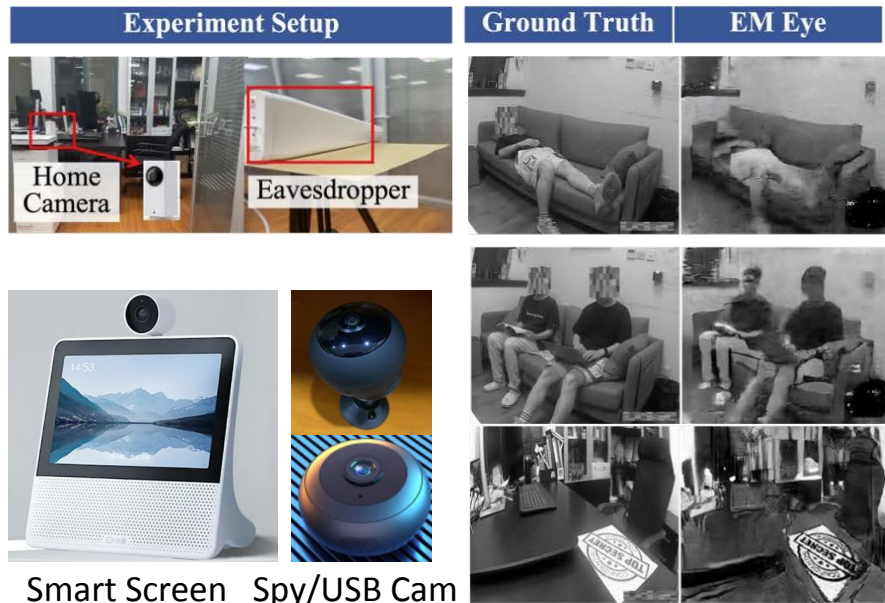 Experiment Setup
Ground Truth
EM Eye
Home
Camera
Eavesdropper
14:53
TOP SECRET
TOP SECRET
Smart Screen
Spy/USB Cam